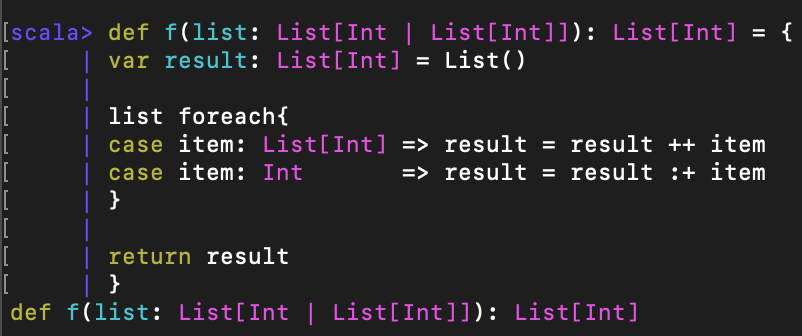 [scala> def f(list: List[Int | List[Int]]): List[Int] = {
[     | var result: List[Int] = List()
[     |
[     | list foreach{
[     | case item: List[Int] => result = result ++ item
[     | case item: Int       => result = result :+ item
[     | }
[     |
[     | return result
[     | }
def f(list: List[Int | List[Int]]): List[Int]